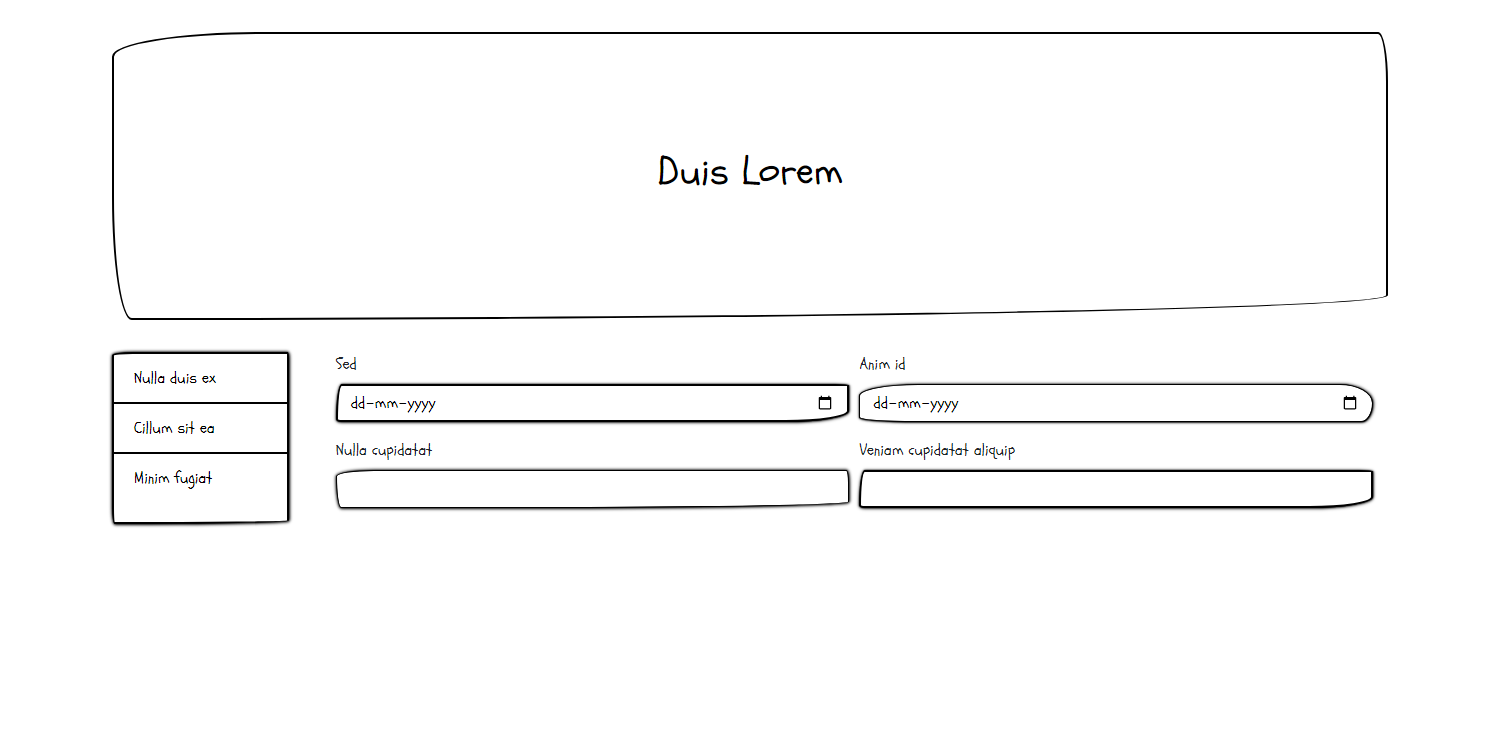 Duis Lorem
Nulla duis ex
Cillum sit ea
Minim fugiat
Sed
dd-mm-yyyy
Anim id
dd-mm-yyyy
Nulla cupidatat
Veniam cupidatat aliquip